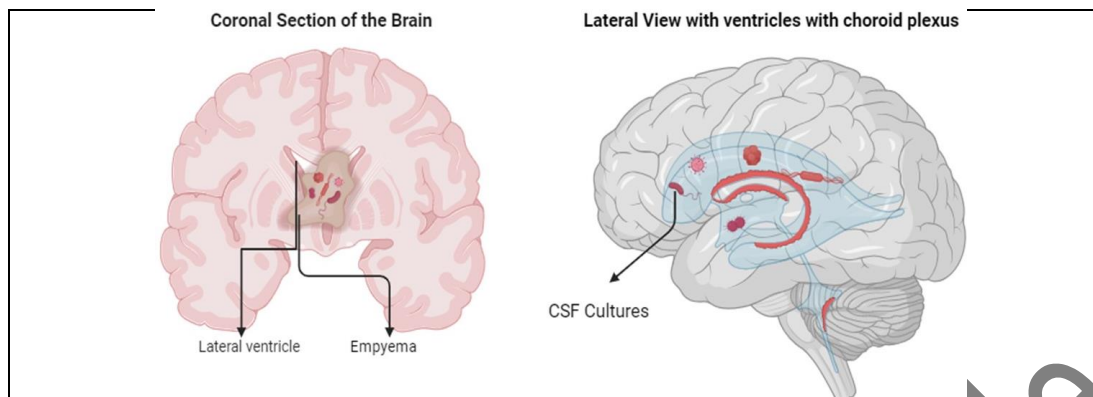 Coronal Section of the Brain
Lateral View with ventricles with choroid plexus
CSF Cultures
Lateral ventricle
Empyema